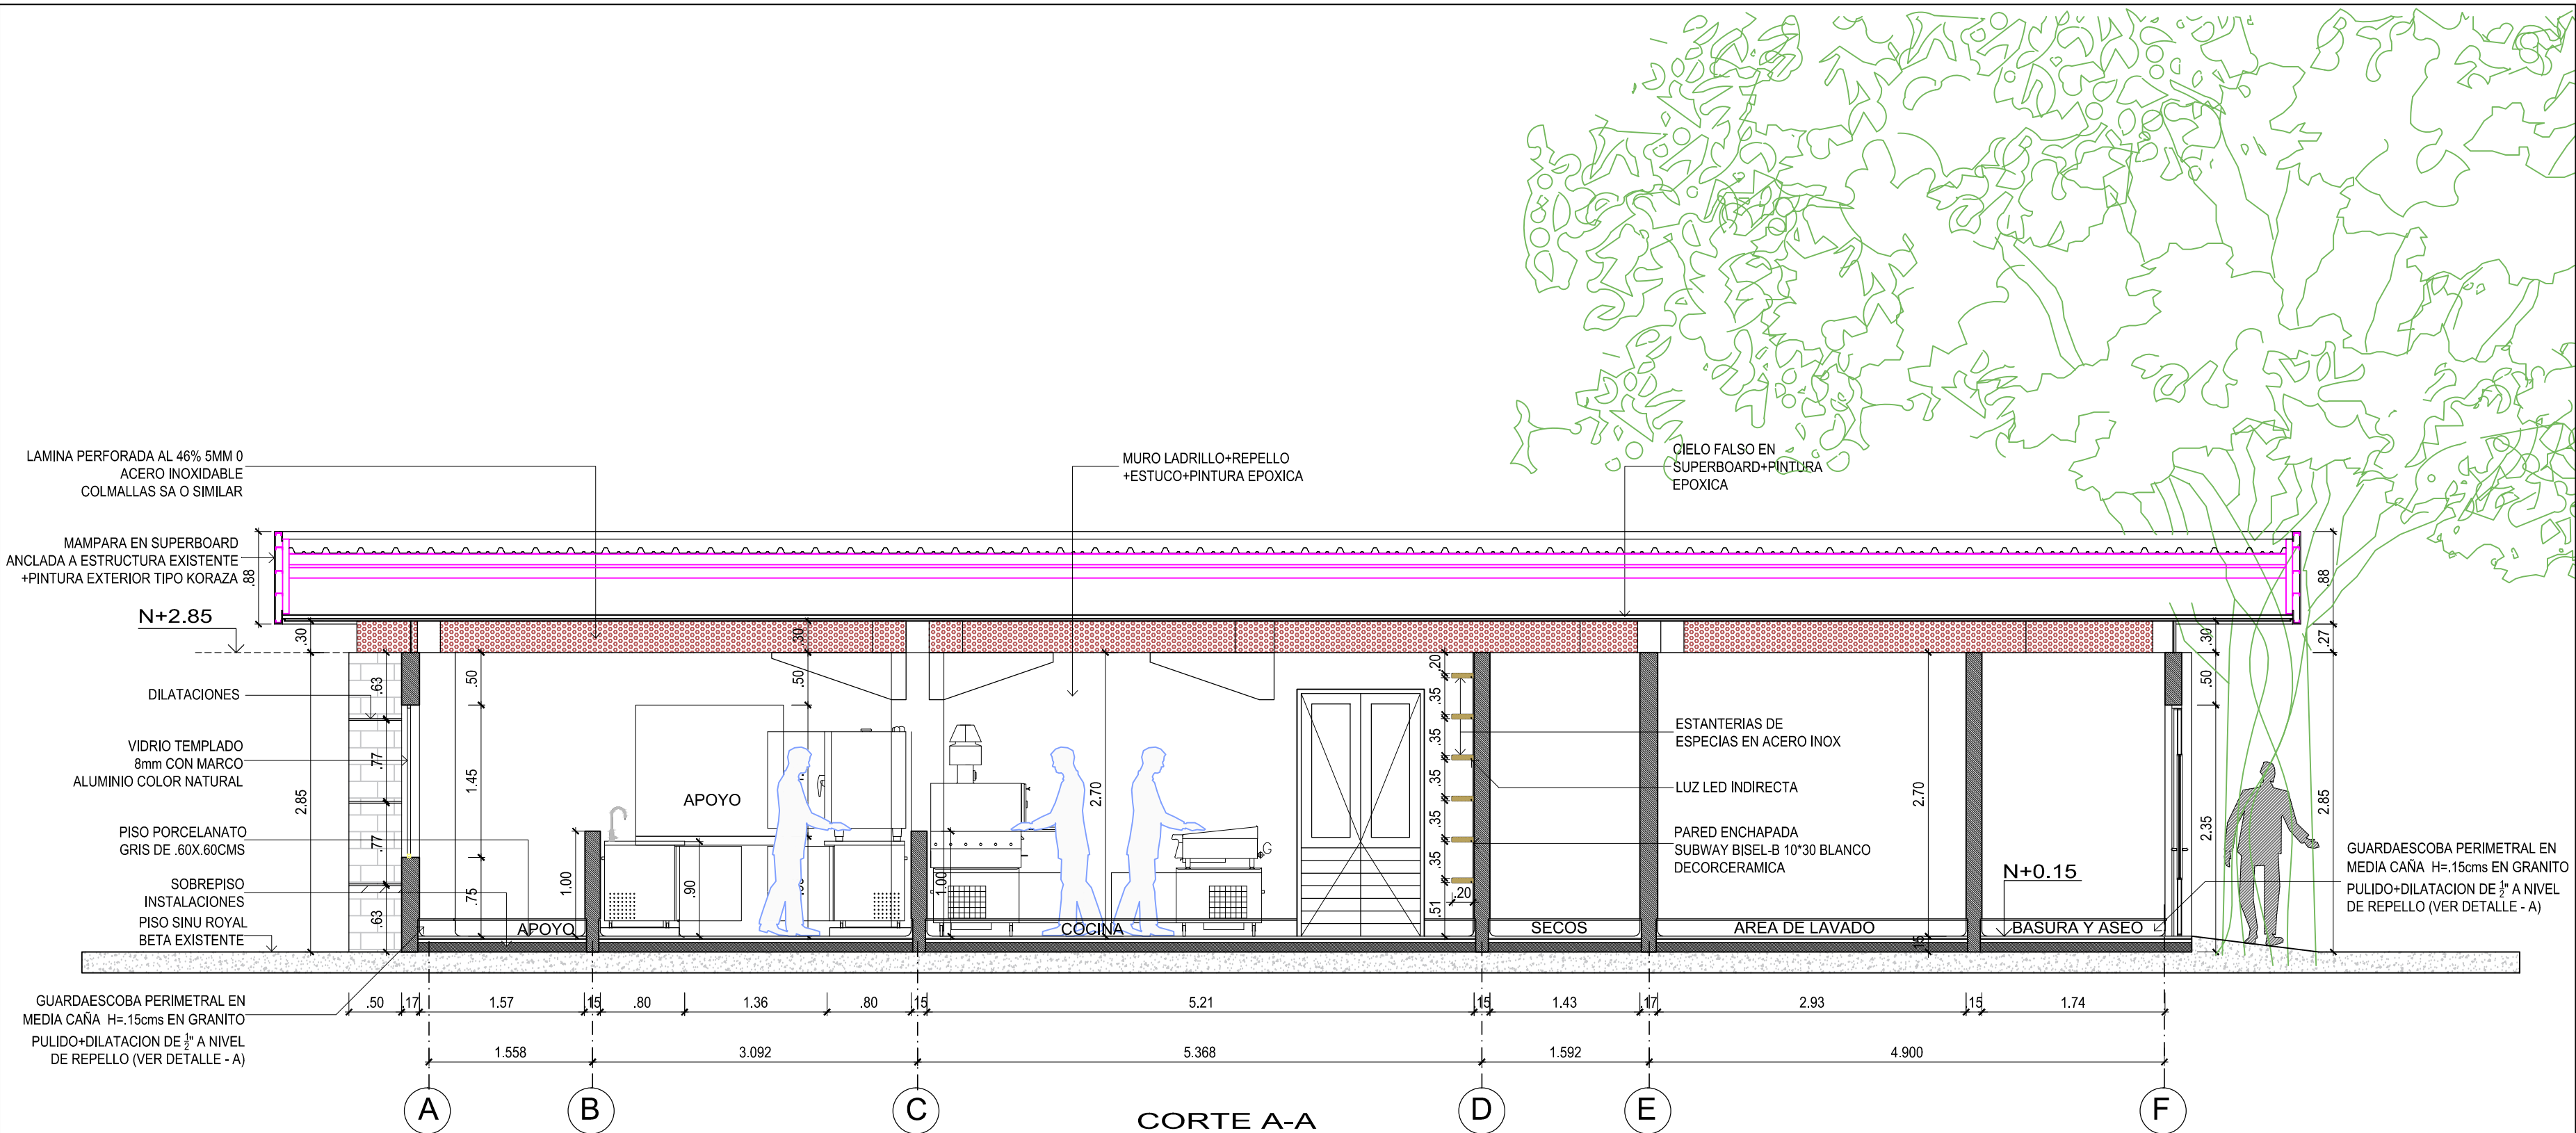 LAMINA PERFORADA AL 46% 5MM 0
ACERO INOXIDABLE
COLMALLAS SA O SIMILAR
MURO LADRILLO+REPELLO
+ESTUCO+PINTURA EPOXICA
CIELO FALSO EN
SUPERBOARD+PINTURA
EPOXICA
MAMPARA EN SUPERBOARD
ANCLADA A ESTRUCTURA EXISTENTE
+PINTURA EXTERIOR TIPO KORAZA
.88
.88
N+2.85
.30
.30
.30
.27
DILATACIONES
.63
.50
.50
.20
.35
.50
VIDRIO TEMPLADO
8mm CON MARCO
ALUMINIO COLOR NATURAL
2.85
.77
1.45
APOYO
2.70
.35
.35
.35
ESTANTERIAS DE
ESPECIAS EN ACERO INOX
LUZ LED INDIRECTA
2.70
2.35
2.85
PISO PORCELANATO
GRIS DE .60X.60CMS
.77
.35
PARED ENCHAPADA
SUBWAY BISEL-B 10*30 BLANCO
DECORCERAMICA
GUARDAESCOBA PERIMETRAL EN
MEDIA CAÑA H=.15cms EN GRANITO
PULIDO+DILATACION DE ½" A NIVEL
DE REPELLO (VER DETALLE - A)
SOBREPISO
INSTALACIONES
.63
.75
1.00
.90
1.00
.20
.51
N+0.15
PISO SINU ROYAL
BETA EXISTENTE
APOYO
COCINA
SECOS
AREA DE LAVADO
BASURA Y ASEO
.15
GUARDAESCOBA PERIMETRAL EN
MEDIA CAÑA H=.15cms EN GRANITO
PULIDO+DILATACION DE ½" A NIVEL
DE REPELLO (VER DETALLE - A)
.50 .17 1.57 .15 .80 1.36 .80 .15 5.21 .15 1.43 .17 2.93 .15 1.74
1.558 3.092 5.368 1.592 4.900
A B C D E F
CORTE A-A